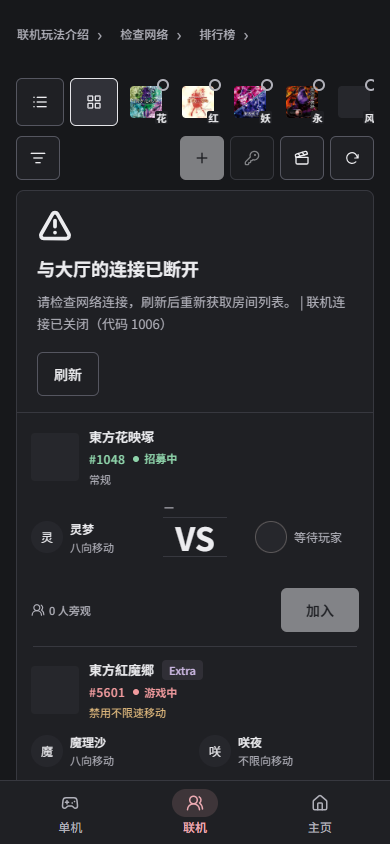 联机玩法介绍 › 检查网络 › 排行榜 ›
花 红 妖 永 风
与大厅的连接已断开
请检查网络连接，刷新后重新获取房间列表。 | 联机连
接已关闭（代码 1006）
刷新
東方花映塚
#1048 招募中
常规
灵 灵梦
八向移动
—
VS
等待玩家
0 人旁观
加入
東方紅魔郷 Extra
#5601 游戏中
禁用不限速移动
魔 魔理沙
八向移动
咲 咲夜
不限向移动
单机 联机 主页